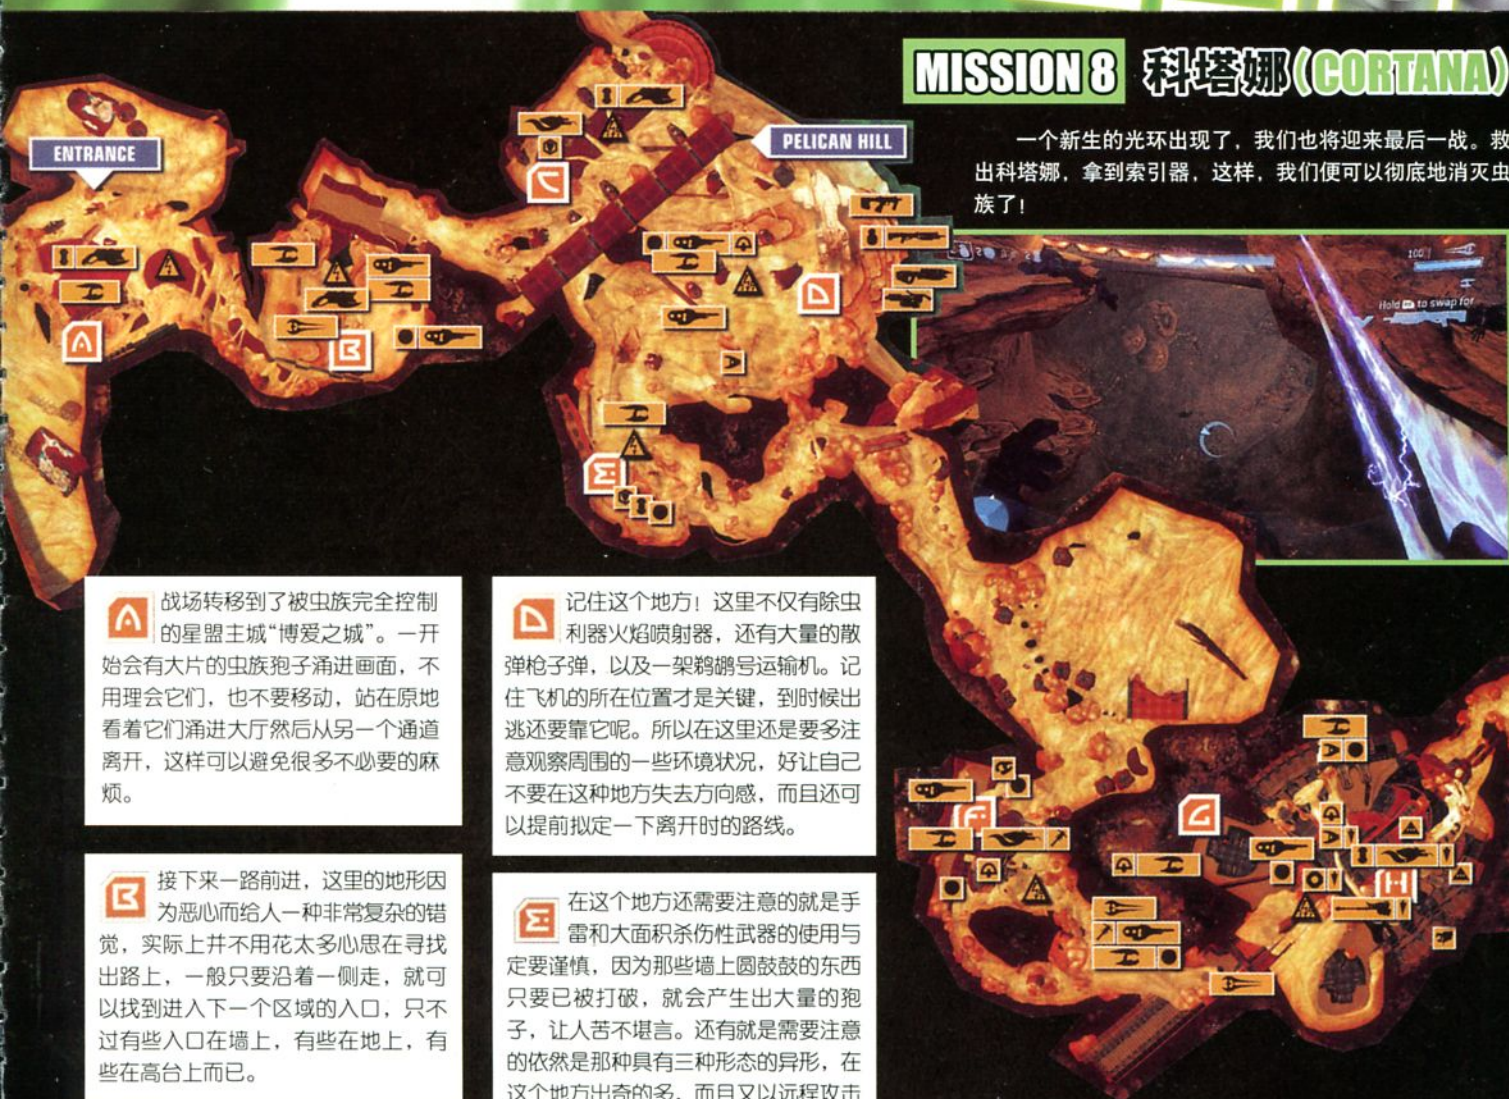 MISSION 8 科塔娜(CORTANA)
一个新生的光环出现了，我们也将迎来最后一战。救
出科塔娜，拿到索引器，这样，我们便可以彻底地消灭虫
族了！
ENTRANCE
PELICAN HILL
100
Hold to swap for
A
B
C
D
E
F
G
H
A
A
A
A 战场转移到了被虫族完全控制
的星盟主城“博爱之城”。一开
始会有大片的虫族孢子涌进画面，不
用理会它们，也不要移动，站在原地
看着它们涌进大厅然后从另一个通道
离开，这样可以避免很多不必要的麻
烦。
B 接下来一路前进，这里的地形因
为恶心而给人一种非常复杂的错
觉，实际上并不用花太多心思在寻找
出路上，一般只要沿着一侧走，就可
以找到进入下一个区域的入口，只不
过有些入口在墙上，有些在地上，有
些在高台上而已。
D 记住这个地方！这里不仅有除虫
利器火焰喷射器，还有大量的散
弹枪子弹，以及一架鹈鹕号运输机。记
住飞机的所在位置才是关键，到时候出
逃还要靠它呢。所以在这里还是要多注
意观察周围的一些环境状况，好让自己
不要在这种地方失去方向感，而且还可
以提前拟定一下离开时的路线。
E 在这个地方还需要注意的就是手
雷和大面积杀伤性武器的使用与
定要谨慎，因为那些墙上圆鼓鼓的东西
只要已被打破，就会产生出大量的孢
子，让人苦不堪言。还有就是需要注意
的依然是那种具有三种形态的异形，在
这个地方出奇的多，而且又以远程攻击